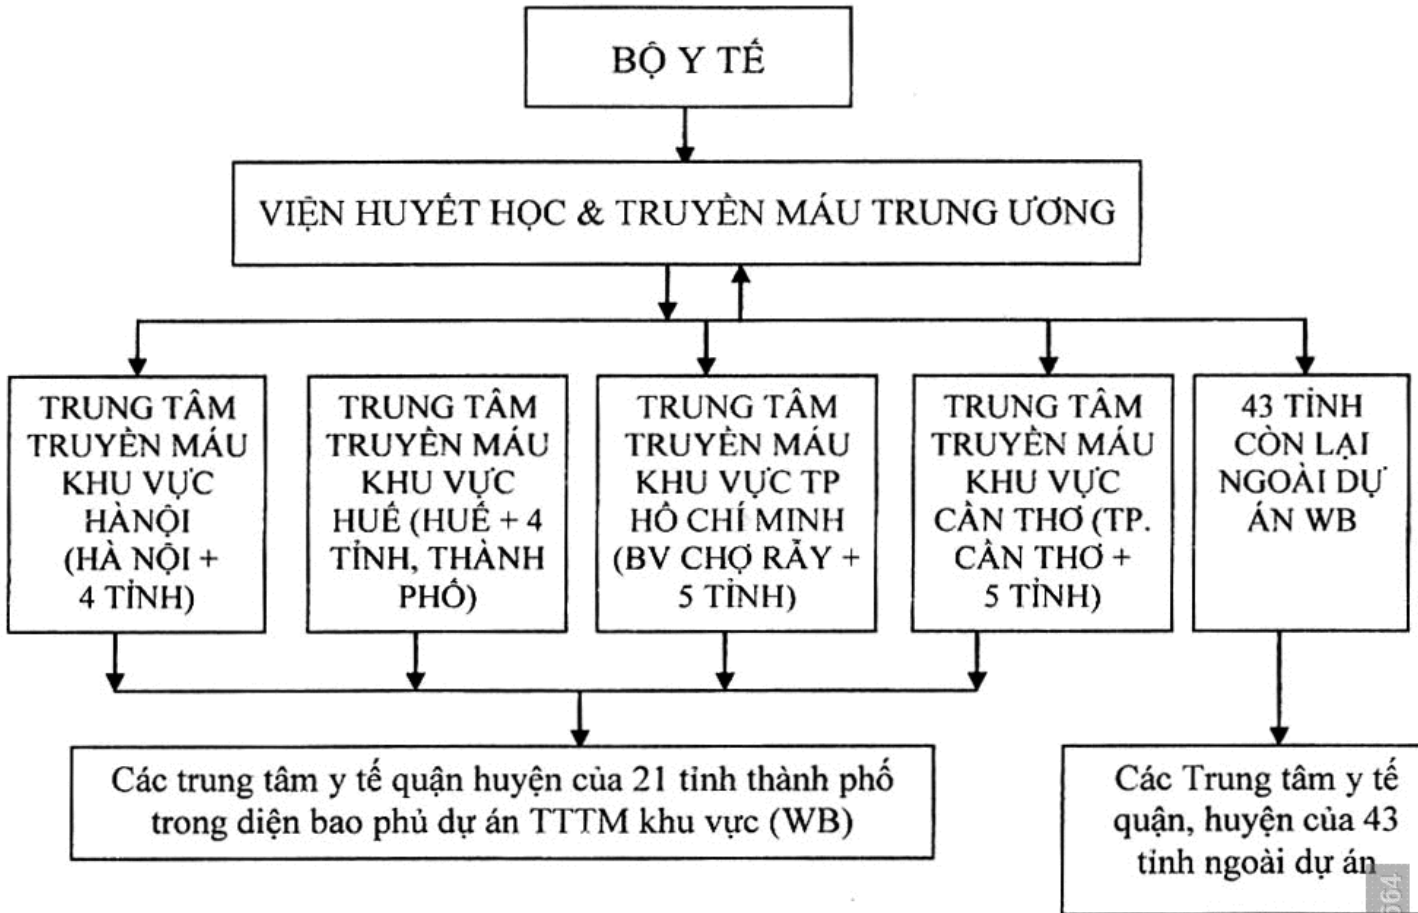 BỘ Y TẾ
VIỆN HUYẾT HỌC & TRUYỀN MÁU TRUNG ƯƠNG
TRUNG TÂM
TRUYỀN MÁU
KHU VỰC
HÀNỘI
(HÀ NỘI +
4 TỈNH)
TRUNG TÂM
TRUYỀN MÁU
KHU VỰC
HUẾ (HUẾ + 4
TỈNH, THÀNH
PHỐ)
TRUNG TÂM
TRUYỀN MÁU
KHU VỰC TP
HỒ CHÍ MINH
(BV CHỢ RẪY +
5 TỈNH)
TRUNG TÂM
TRUYỀN MÁU
KHU VỰC
CẦN THƠ (TP.
CẦN THƠ +
5 TỈNH)
43 TỈNH
CÒN LẠI
NGOÀI DỰ
ÁN WB
Các trung tâm y tế quận huyện của 21 tỉnh thành phố
trong diện bao phủ dự án TTTM khu vực (WB)
Các Trung tâm y tế
quận, huyện của 43
tỉnh ngoài dự án